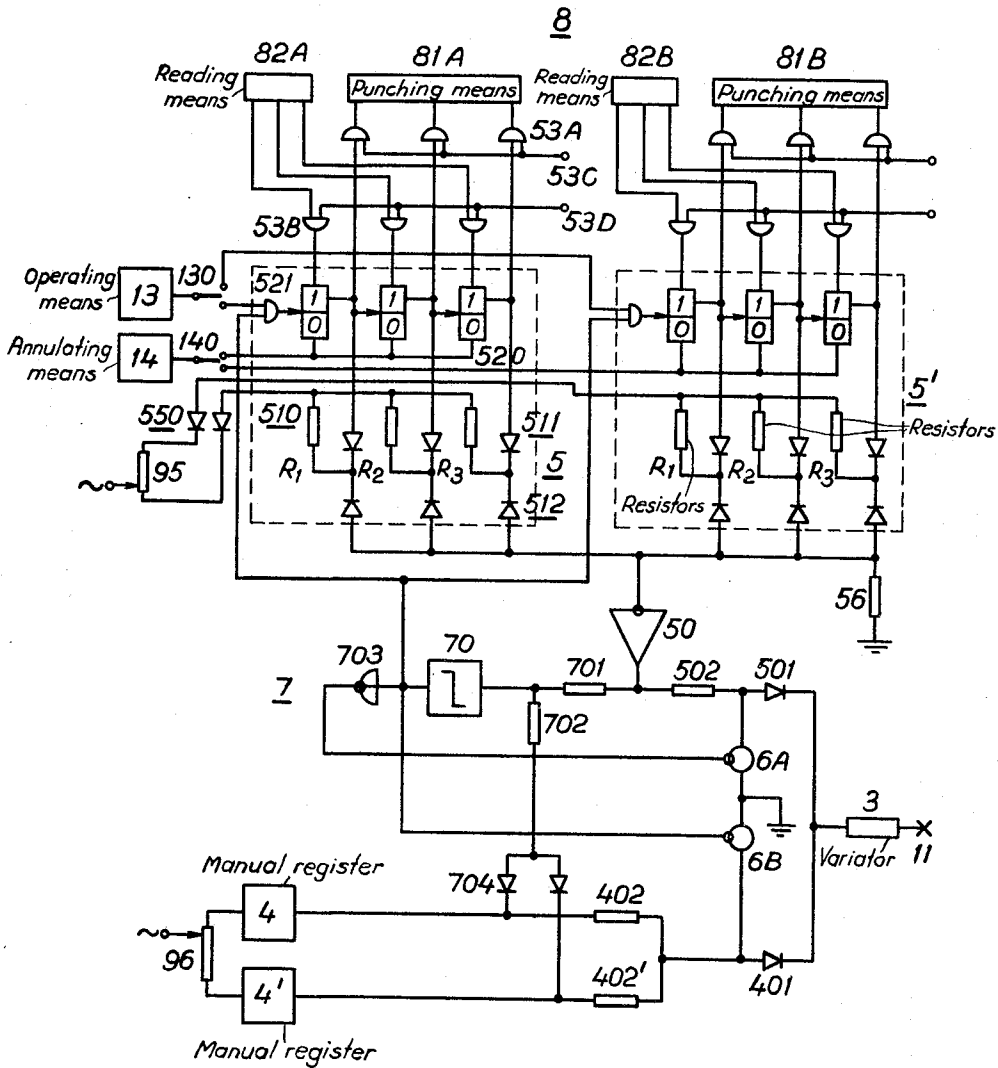 8
82A 81A 82B 81B
Reading means
Punching means
Reading means
Punching means
53A
53C
53B
53D
Operating means
13
130
521
1 1 1
0 0 0
520
1 1 1
0 0 0
Annulating means
14
140
5'
550
510
511
Resistors
95
R1 R2 R3
5
R1 R2 R3
Resistors
512
56
50
703
70
701
502
501
7
702
6A
3
6B
Variator
11
Manual register
704
402
4
96
401
4'
402'
Manual register